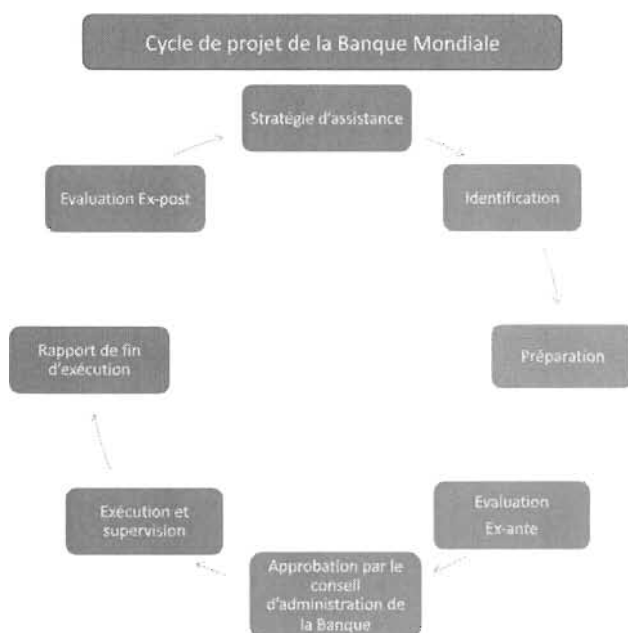 Cycle de projet de la Banque Mondiale
Stratégie d'assistance
Identification
Préparation
Evaluation
Ex-ante
Approbation par le
conseil
d'administration de
la Banque
Exécution et
supervision
Rapport de fin
d'exécution
Evaluation Ex-post